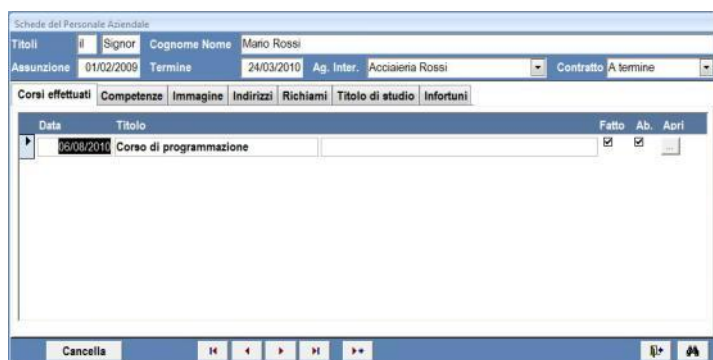 Schede del Personale Aziendale
Titoli il Signor Cognome Nome Mario Rossi
Assunzione 01/02/2009 Termine 24/03/2010 Ag. Inter. Acciaieria Rossi Contratto A termine
Corsi effettuati Competenze Immagine Indirizzi Richiami Titolo di studio Infortuni
Data Titolo Fatto Ab. Apri
06/08/2010 Corso di programmazione ...
Cancella